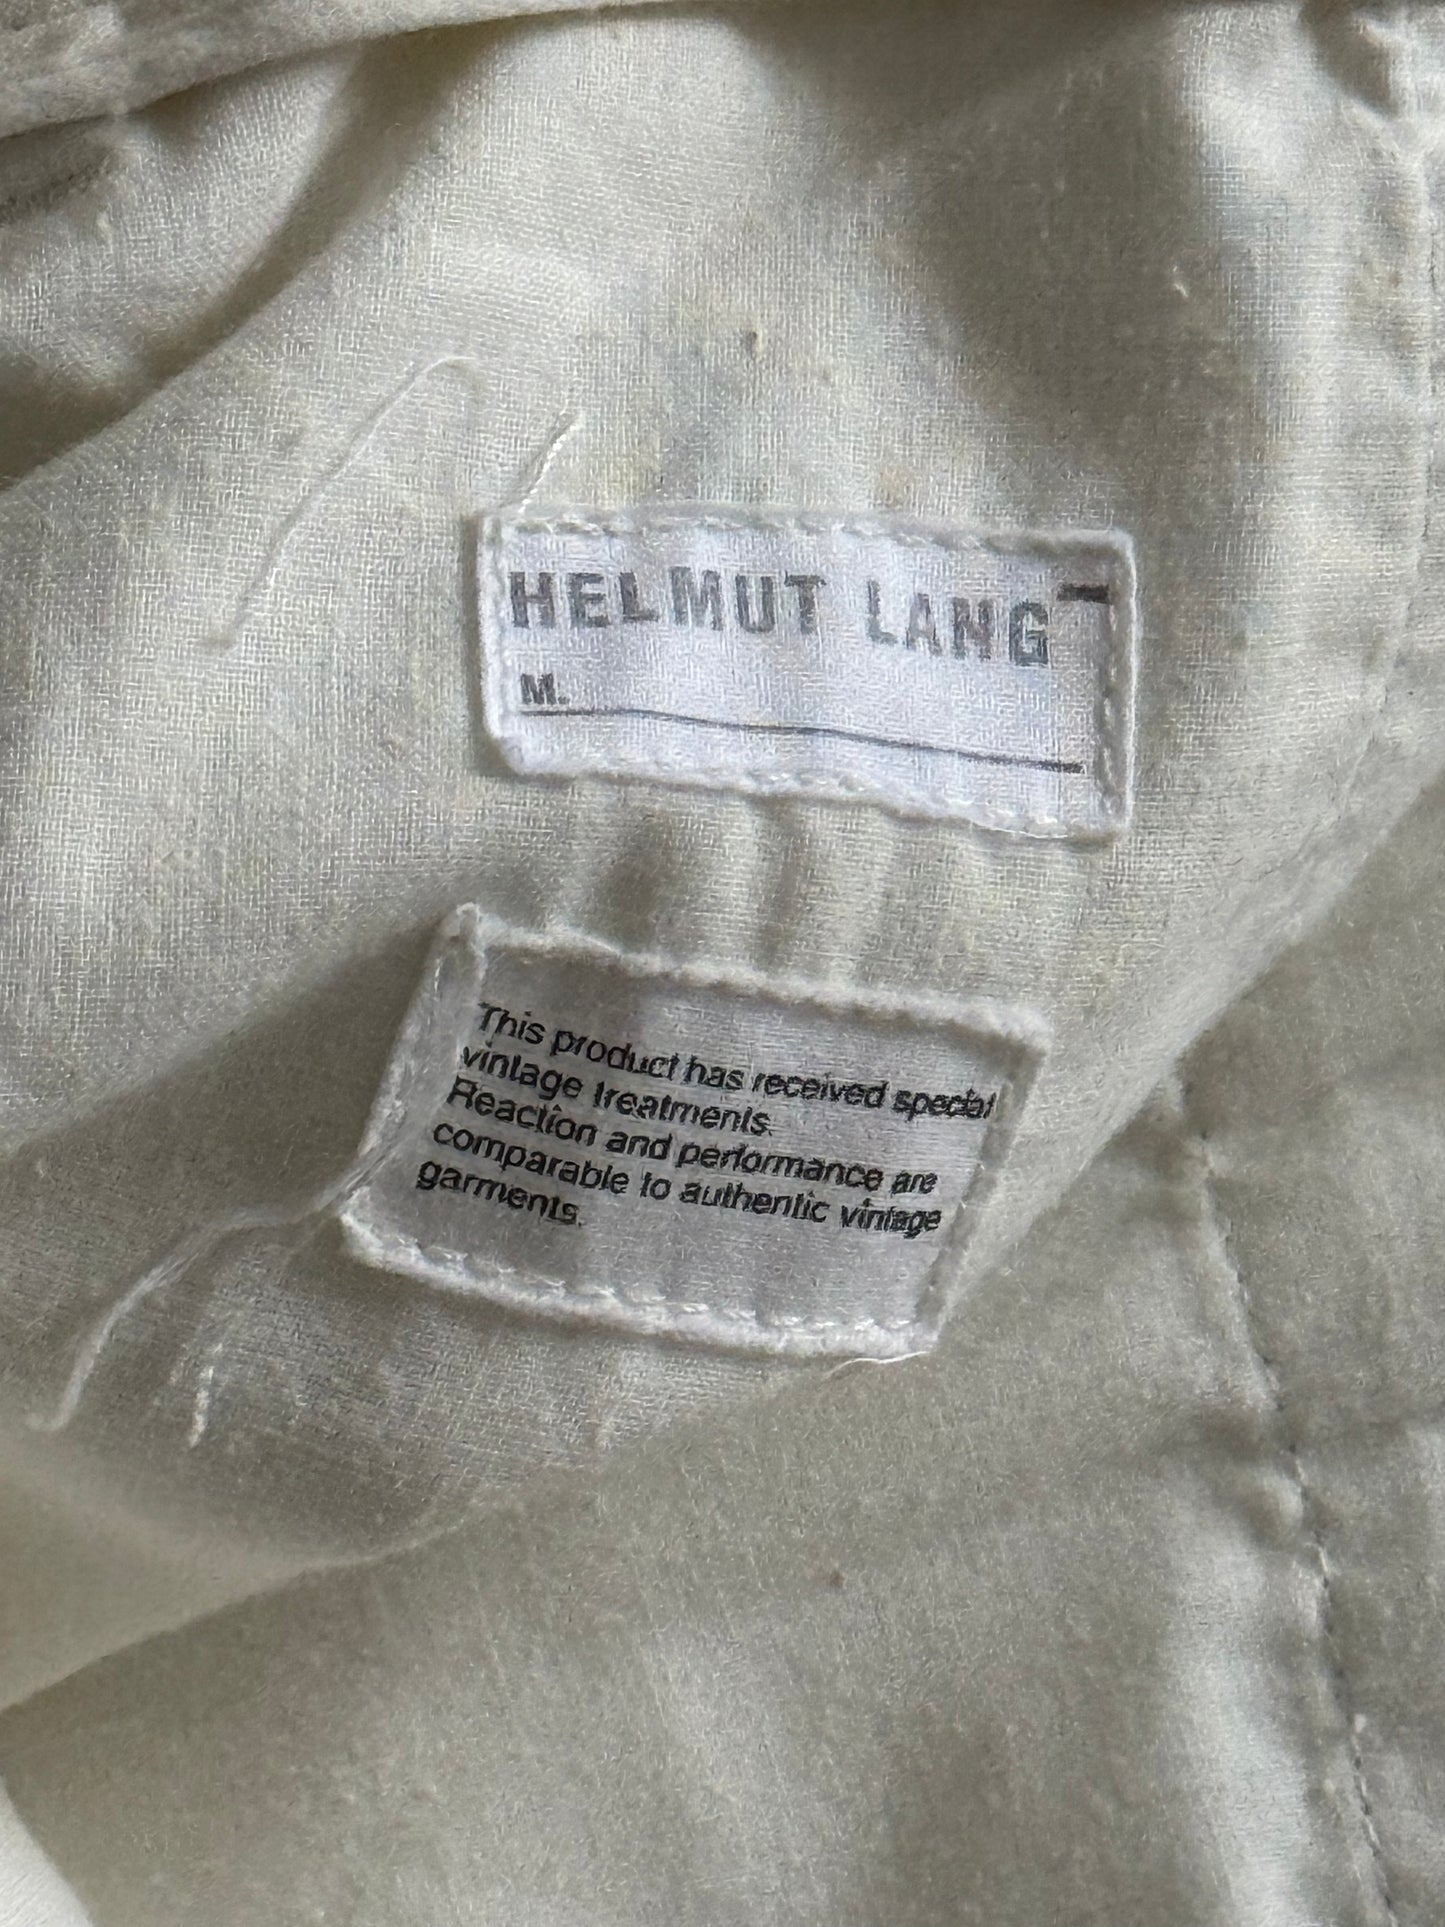 HELMUT LANG
M.
This product has received special
vintage treatments.
Reaction and performance are
comparable to authentic vintage
garments.